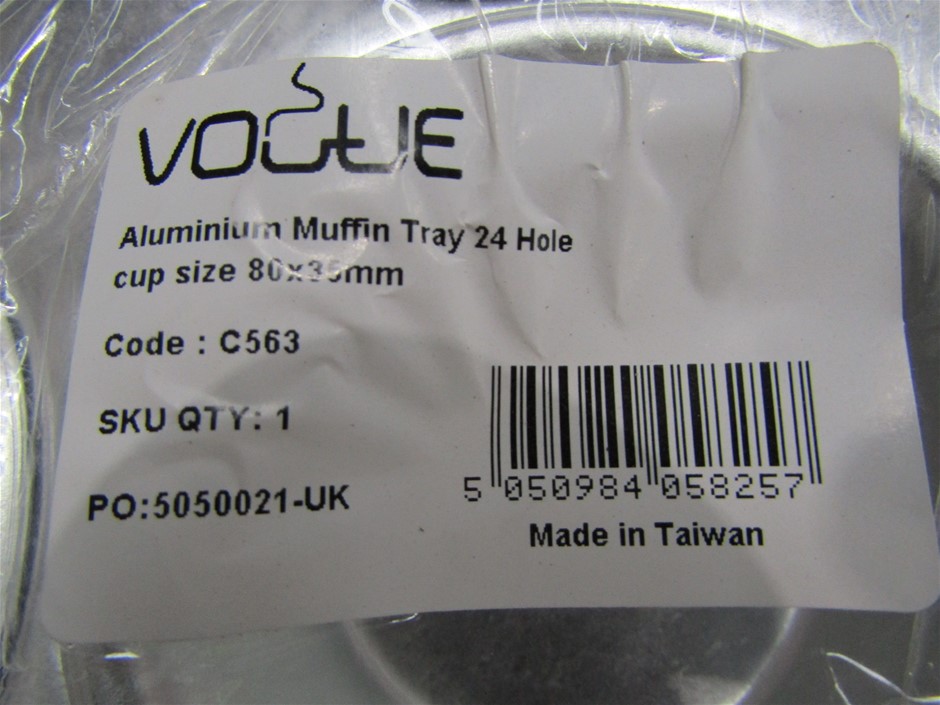 VOGUE
Aluminium Muffin Tray 24 Hole
cup size 80x35mm
Code : C563
SKU QTY: 1
PO:5050021-UK
5 050984 058257
Made in Taiwan